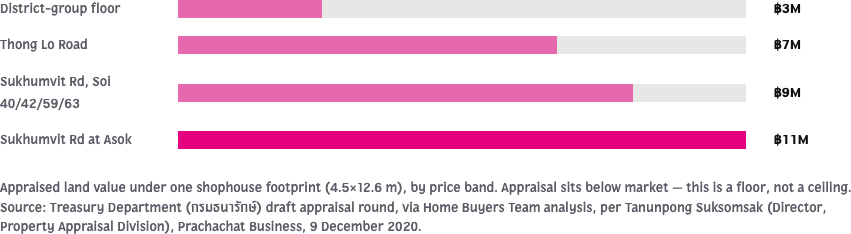 District-group floor ฿3M
Thong Lo Road ฿7M
Sukhumvit Rd, Soi
40/42/59/63 ฿9M
Sukhumvit Rd at Asok ฿11M
Appraised land value under one shophouse footprint (4.5×12.6 m), by price band. Appraisal sits below market — this is a floor, not a ceiling.
Source: Treasury Department (กรมธนารักษ์) draft appraisal round, via Home Buyers Team analysis, per Tanunpong Suksomsak (Director,
Property Appraisal Division), Prachachat Business, 9 December 2020.